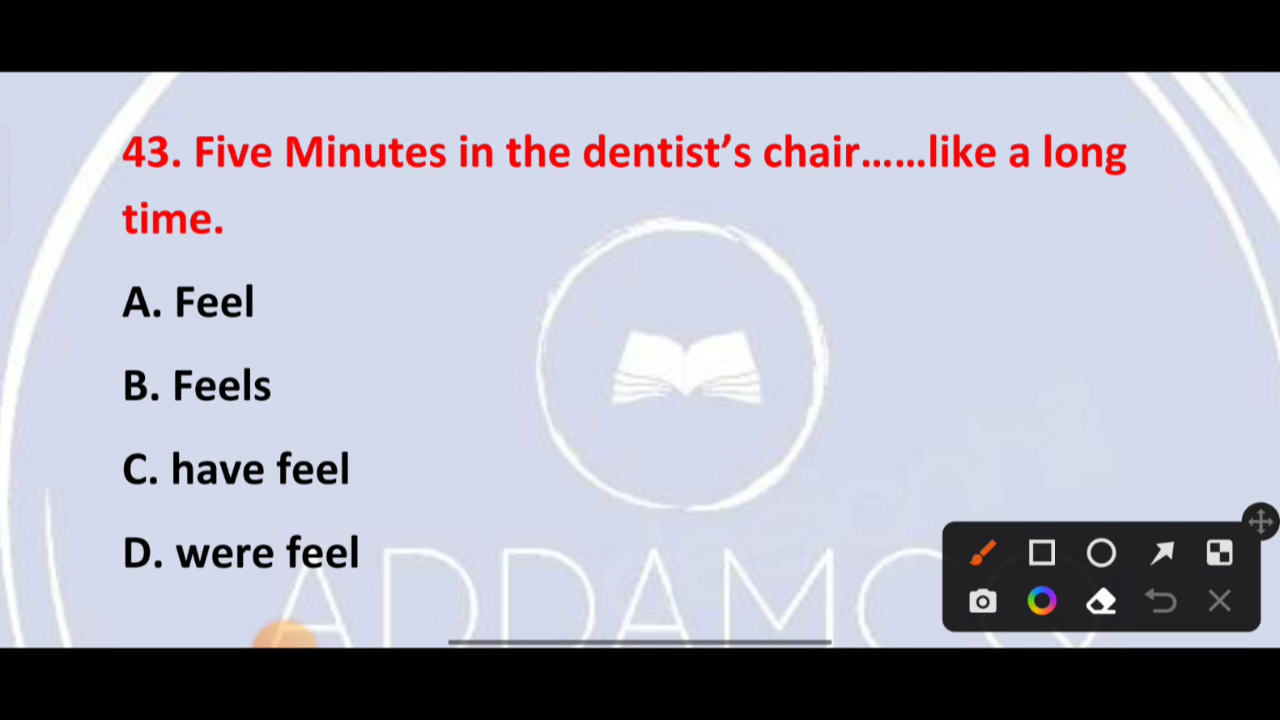 43. Five Minutes in the dentist’s chair......like a long
time.
A. Feel
B. Feels
C. have feel
D. were feel